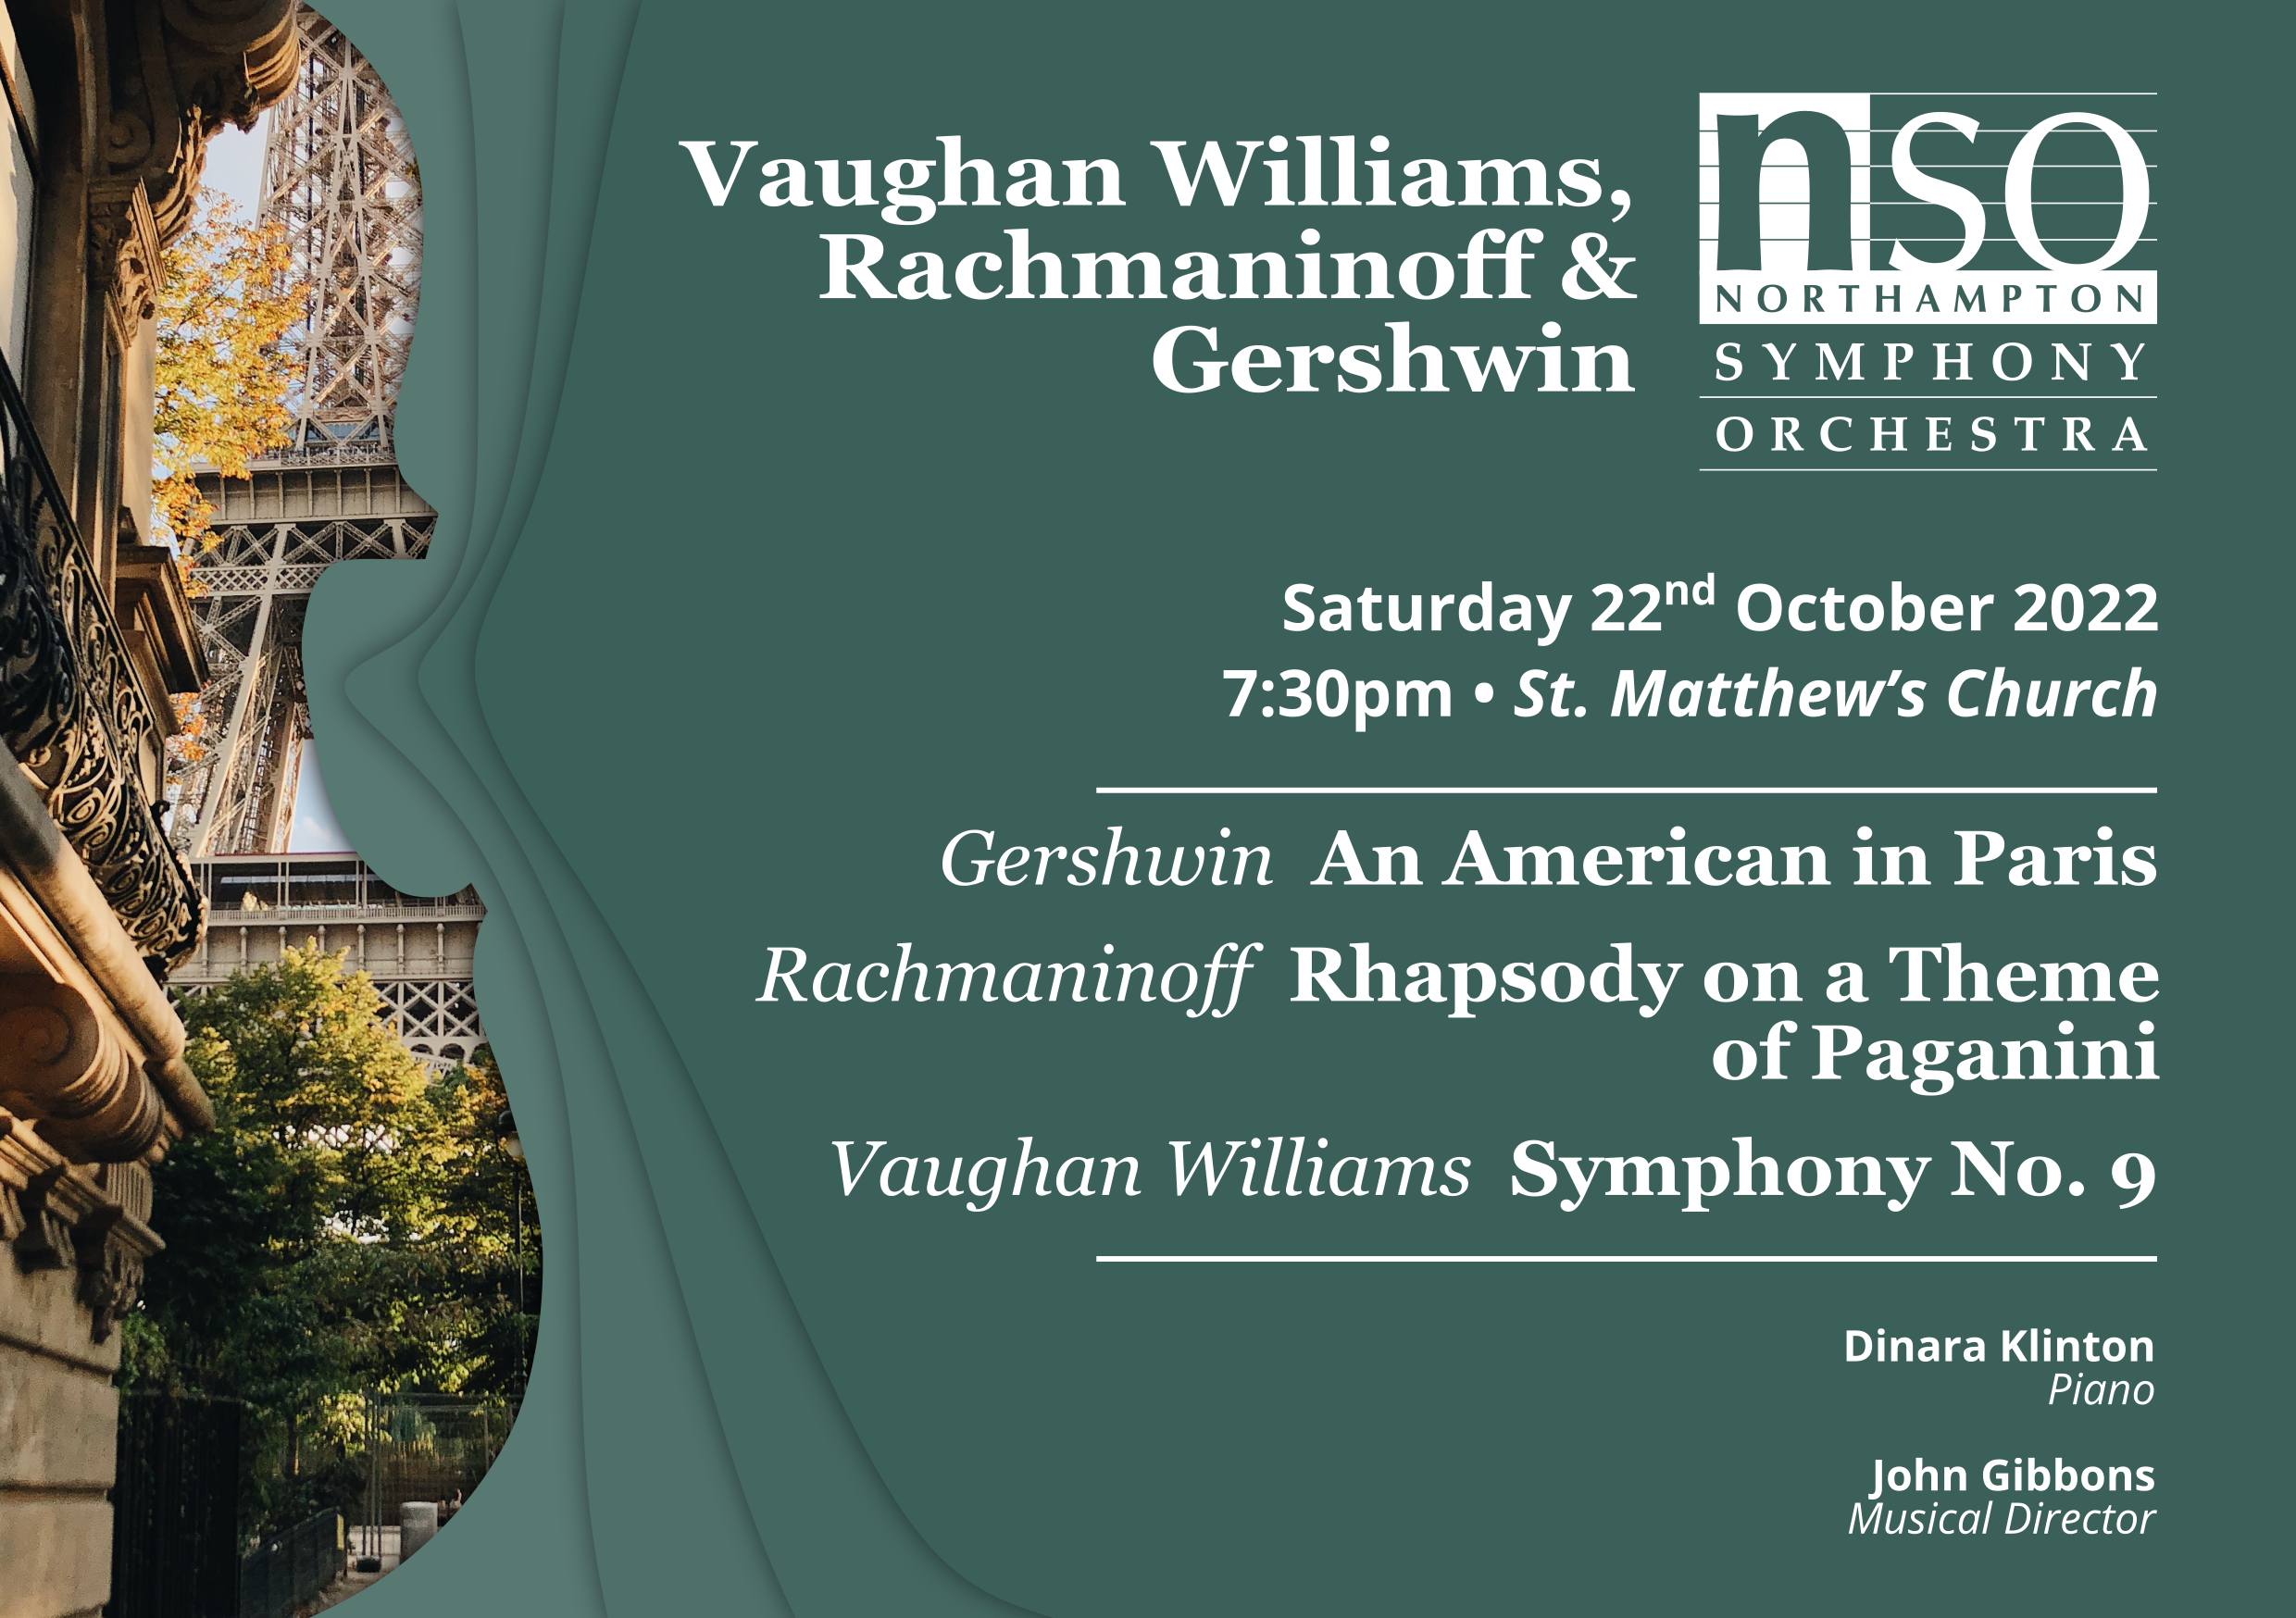 Vaughan Williams,
Rachmaninoff &
Gershwin
nso
NORTHAMPTON
SYMPHONY
ORCHESTRA
Saturday 22nd October 2022
7:30pm • St. Matthew’s Church
Gershwin An American in Paris
Rachmaninoff Rhapsody on a Theme
of Paganini
Vaughan Williams Symphony No. 9
Dinara Klinton
Piano
John Gibbons
Musical Director